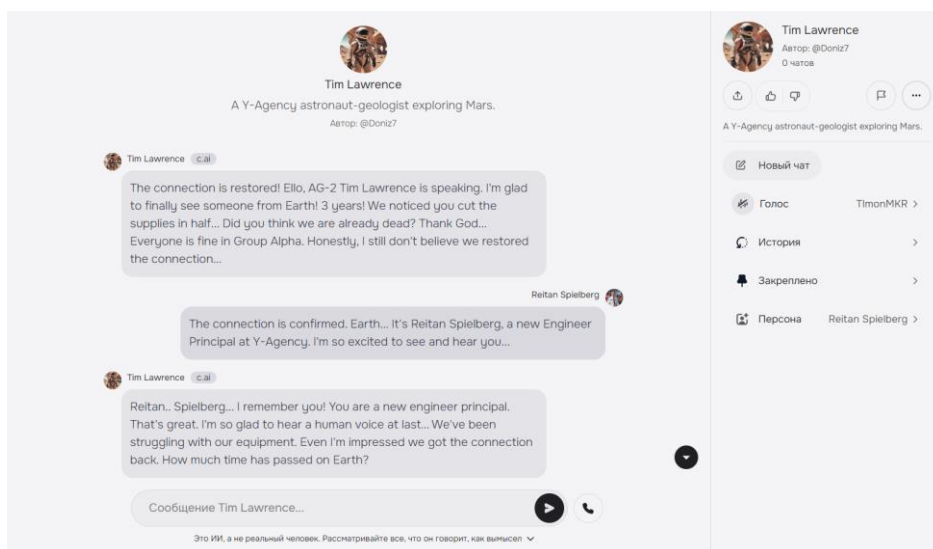 Tim Lawrence
A Y-Agency astronaut-geologist exploring Mars.
Автор: @Doniz7
Tim Lawrence c.ai
The connection is restored! Ello, AG-2 Tim Lawrence is speaking. I'm glad
to finally see someone from Earth! 3 years! We noticed you cut the
supplies in half... Did you think we are already dead? Thank God...
Everyone is fine in Group Alpha. Honestly, I still don't believe we restored
the connection...
Reitan Spielberg
The connection is confirmed. Earth... It's Reitan Spielberg, a new Engineer
Principal at Y-Agency. I'm so excited to see and hear you...
Tim Lawrence c.ai
Reitan.. Spielberg... I remember you! You are a new engineer principal.
That's great. I'm so glad to hear a human voice at last... We've been
struggling with our equipment. Even I'm impressed we got the connection
back. How much time has passed on Earth?
Сообщение Tim Lawrence...
Это ИИ, а не реальный человек. Рассматривайте все, что он говорит, как вымысел
Tim Lawrence
Автор: @Doniz7
0 чатов
A Y-Agency astronaut-geologist exploring Mars.
Новый чат
Голос TimonMKR
История
Закреплено
Персона Reitan Spielberg